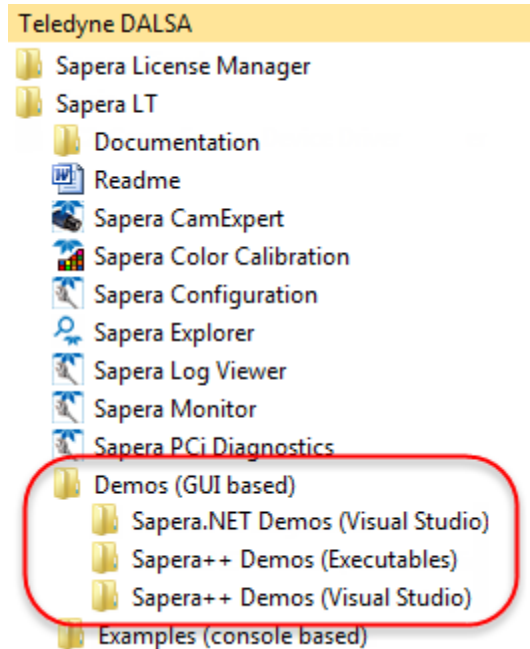 Teledyne DALSA
Sapera License Manager
Sapera LT
Documentation
Readme
Sapera CamExpert
Sapera Color Calibration
Sapera Configuration
Sapera Explorer
Sapera Log Viewer
Sapera Monitor
Sapera PCi Diagnostics
Demos (GUI based)
Sapera.NET Demos (Visual Studio)
Sapera++ Demos (Executables)
Sapera++ Demos (Visual Studio)
Examples (console based)